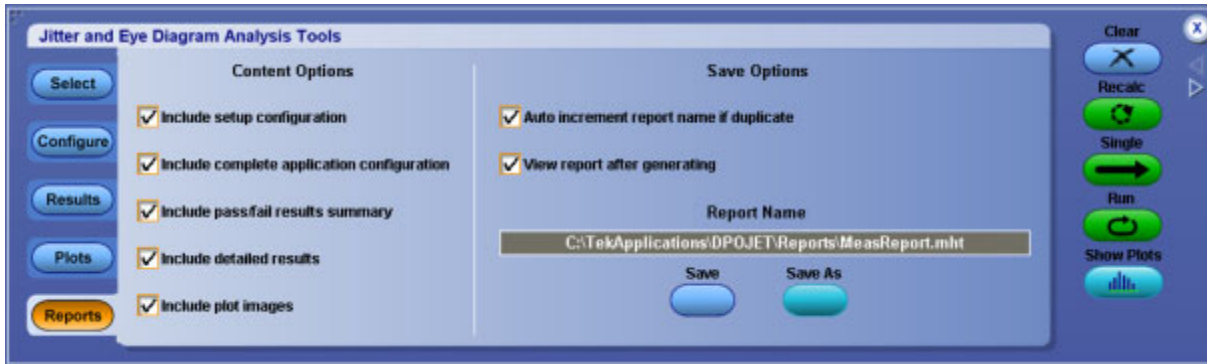 Jitter and Eye Diagram Analysis Tools
Select
Configure
Results
Plots
Reports
Content Options
Include setup configuration
Include complete application configuration
Include pass/fail results summary
Include detailed results
Include plot images
Save Options
Auto increment report name if duplicate
View report after generating
Report Name
C:\TekApplications\DPOJET\Reports\MeasReport.mht
Save
Save As
Clear
X
Recalc
Single
Run
Show Plots